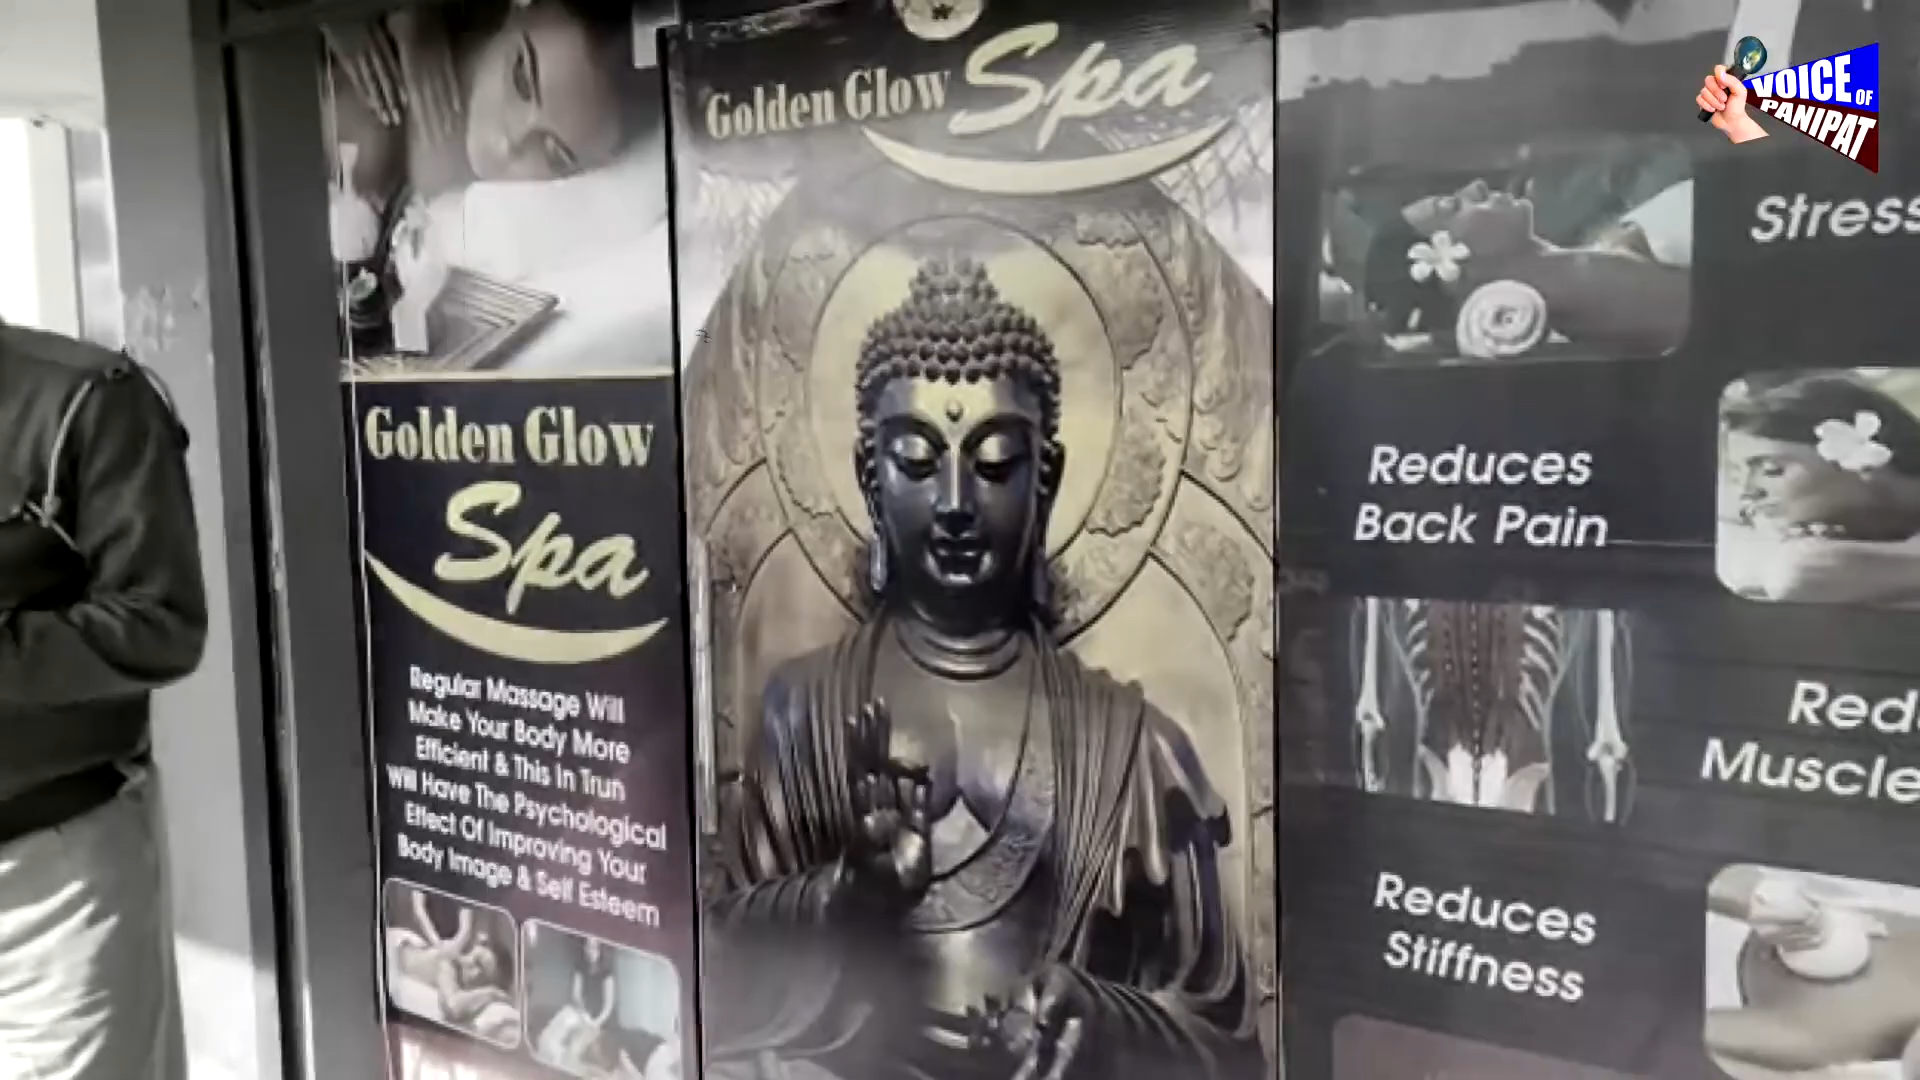 Golden Glow Spa
VOICE OF
PANIPAT
Golden Glow
Spa
Regular Massage Will
Make Your Body More
Efficient & This In Trun
Will Have The Psychological
Effect Of Improving Your
Body Image & Self Esteem
Stress
Reduces
Back Pain
Muscle
Reduces
Stiffness